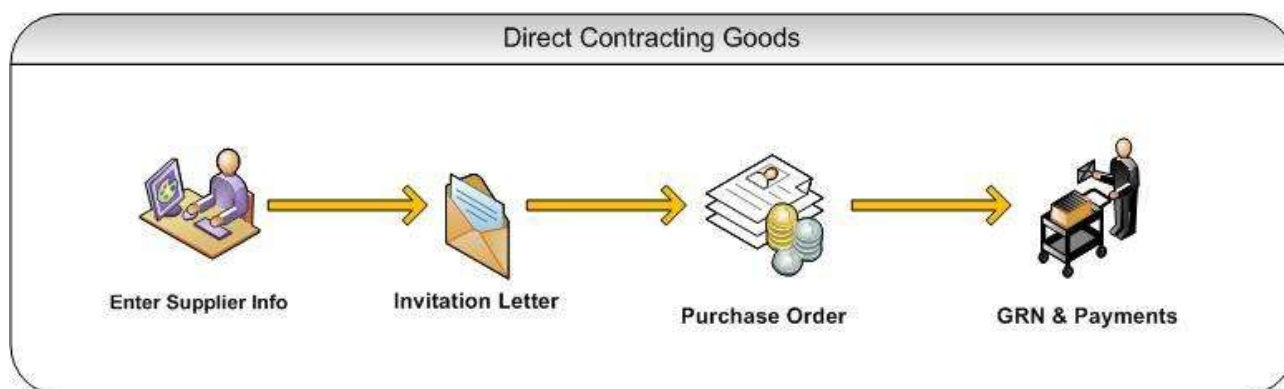 Direct Contracting Goods
Enter Supplier Info
Invitation Letter
Purchase Order
GRN & Payments